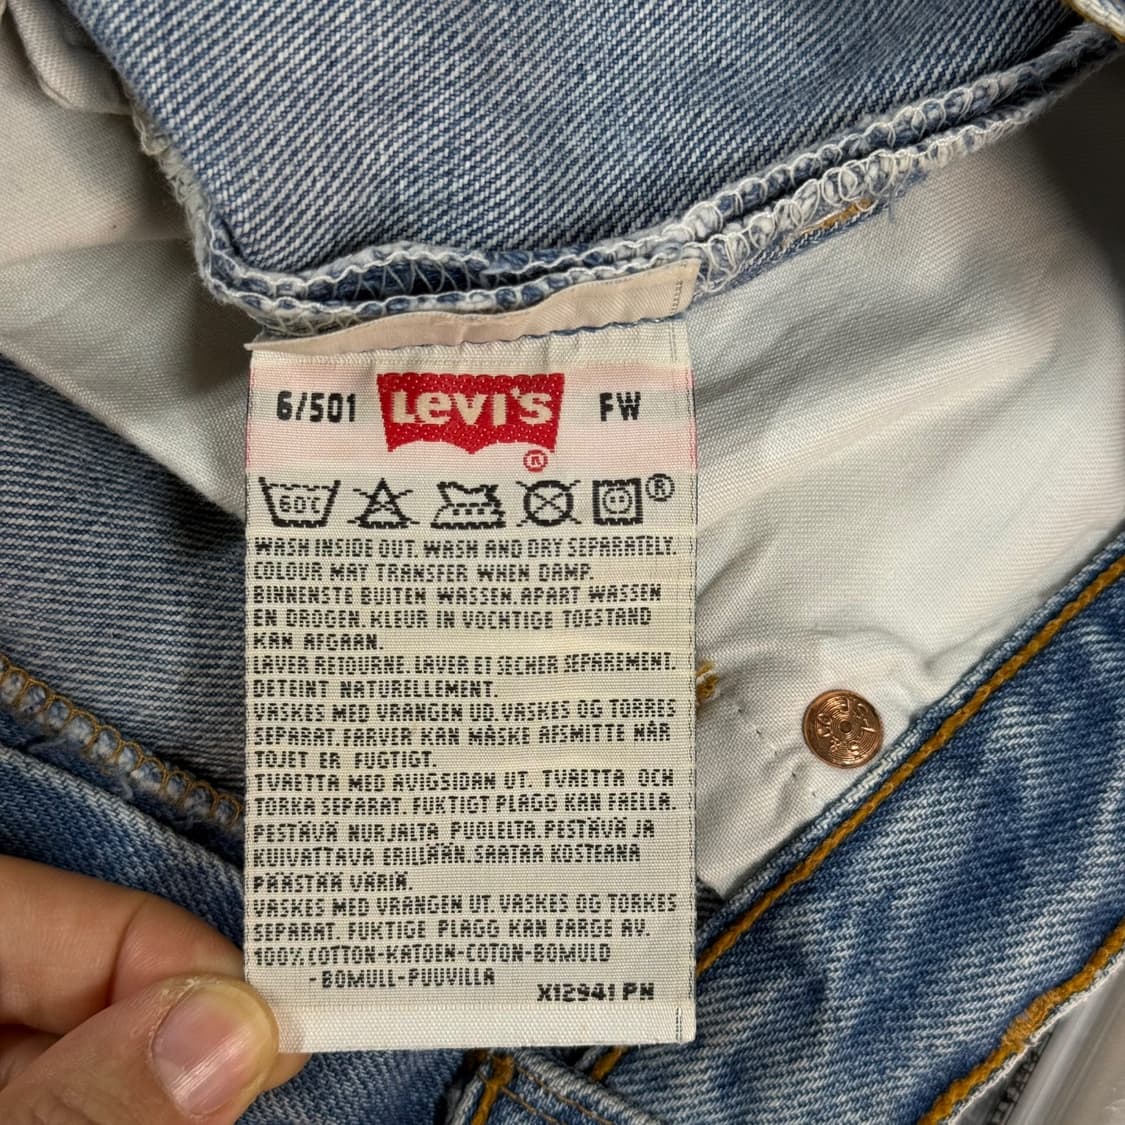 6/501 Levi's ® FW
60c ®
WASH INSIDE OUT. WASH AND DRY SEPARATELY.
COLOUR MAY TRANSFER WHEN DAMP.
BINNENSTE BUITEN WASSEN. APART WASSEN
EN DROGEN. KLEUR IN VOCHTIGE TOESTAND
KAN AFGAAN.
LAVER RETOURNE. LAVER ET SECHER SEPAREMENT.
DETEINT NATURELLEMENT.
VASKES MED VRANGEN UD. VASKES OG TORRES
SEPARAT. FARVER KAN MÅSKE AFSMITTE NÅR
TOJET ER FUGTIGT.
TVAETTA MED AVIGSIDAN UT. TVAETTA OCH
TORKA SEPARAT. FUKTIGT PLAGG KAN FAELLA.
PESTÄVÄ NURJALTA PUOLELTA. PESTÄVÄ JA
KUIVATTAVA ERILLÄÄN. SAATAA KOSTEANA
PÄÄSTÄÄ VÄRIÄ.
VASKES MED VRANGEN UT. VASKES OG TORKES
SEPARAT. FUKTIGE PLAGG KAN FARGE AV.
100% COTTON-KATOEN-COTON-BOMULD
-BOMULL-PUUVILLA
X12941 PN